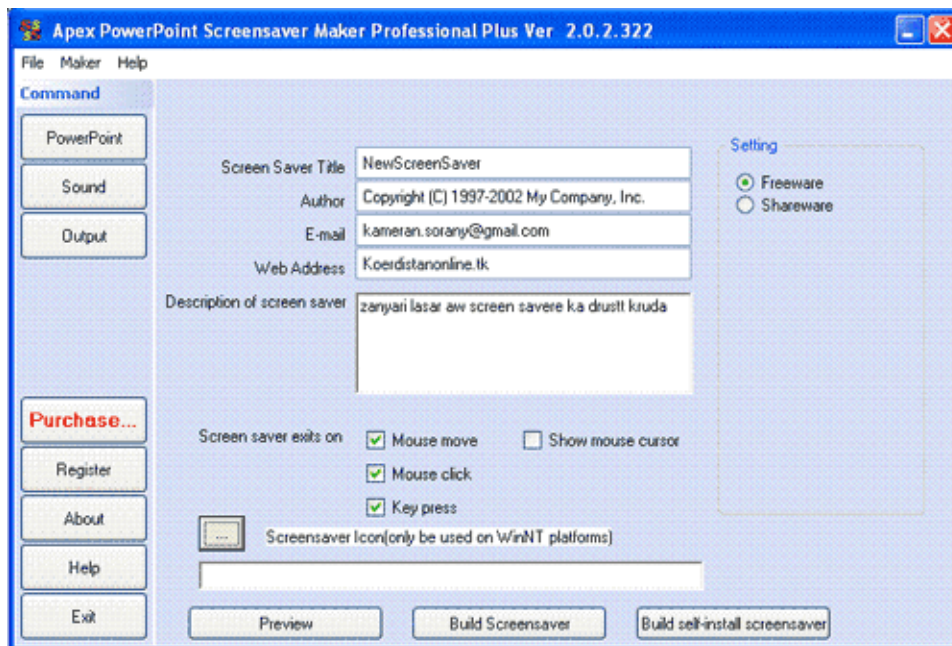 Apex PowerPoint Screensaver Maker Professional Plus Ver 2.0.2.322
File Maker Help
Command
PowerPoint
Sound
Output
Purchase...
Register
About
Help
Exit
Screen Saver Title NewScreenSaver
Author Copyright (C) 1997-2002 My Company, Inc.
E-mail kameran.sorany@gmail.com
Web Address Koerdistanonline.tk
Description of screen saver zanyari lasar aw screen savere ka drustt kruda
Setting
Freeware
Shareware
Screen saver exits on Mouse move Show mouse cursor
Mouse click
Key press
... Screensaver Icon(only be used on WinNT platforms)
Preview Build Screensaver Build self-install screensaver